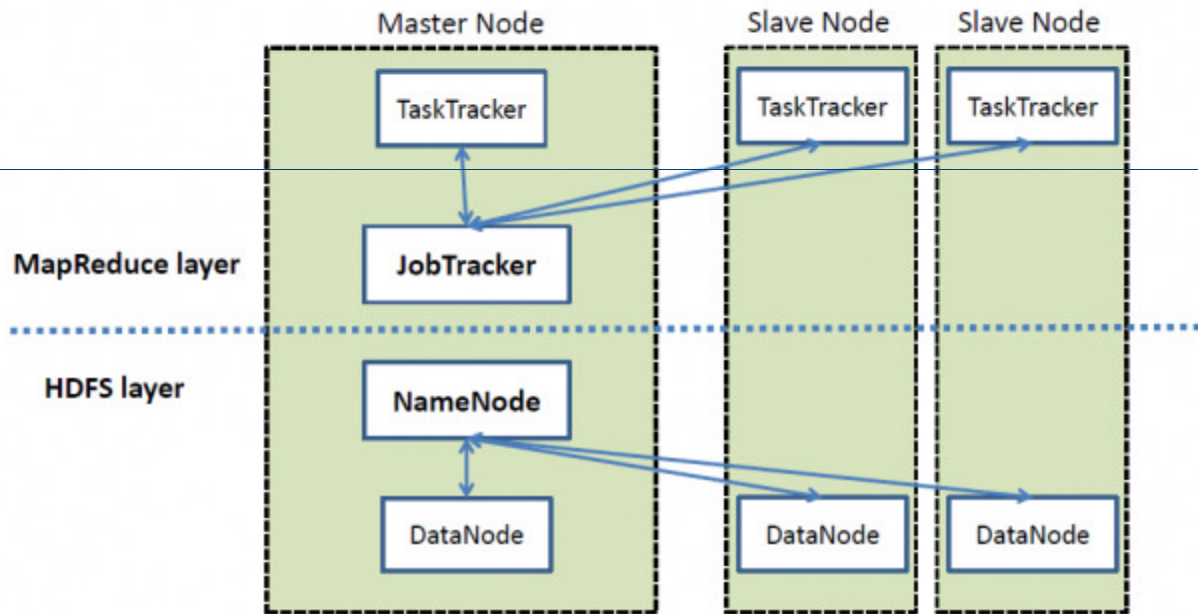 Master Node
Slave Node
Slave Node
TaskTracker
TaskTracker
TaskTracker
MapReduce layer
JobTracker
HDFS layer
NameNode
DataNode
DataNode
DataNode